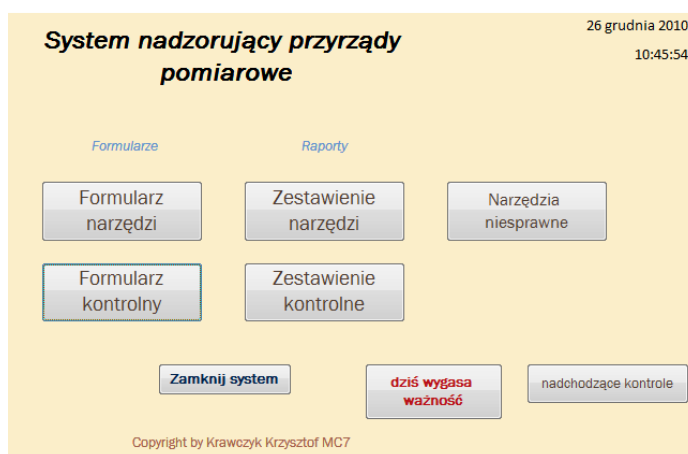 System nadzorujący przyrządy
pomiarowe
26 grudnia 2010
10:45:54
Formularze
Raporty
Formularz
narzędzi
Zestawienie
narzędzi
Narzędzia
niesprawne
Formularz
kontrolny
Zestawienie
kontrolne
Zamknij system
dziś wygasa
ważność
nadchodzące kontrole
Copyright by Krawczyk Krzysztof MC7